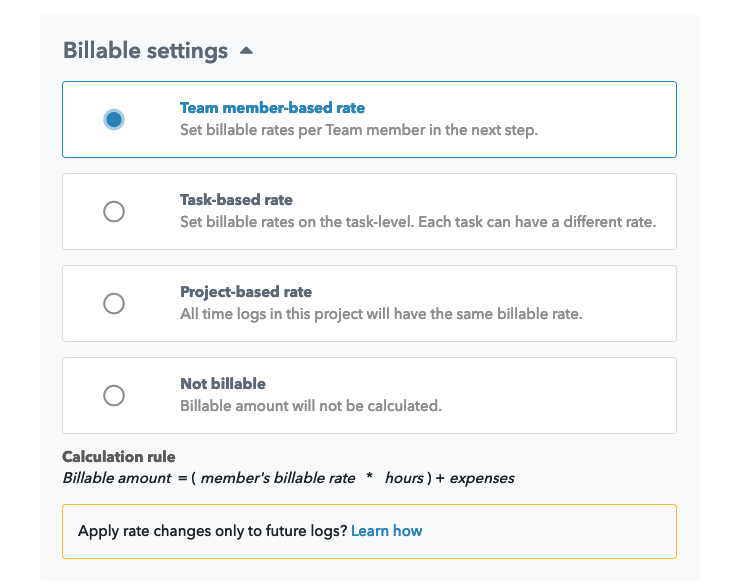 Billable settings
Team member-based rate
Set billable rates per Team member in the next step.
Task-based rate
Set billable rates on the task-level. Each task can have a different rate.
Project-based rate
All time logs in this project will have the same billable rate.
Not billable
Billable amount will not be calculated.
Calculation rule
Billable amount = ( member's billable rate * hours ) + expenses
Apply rate changes only to future logs? Learn how